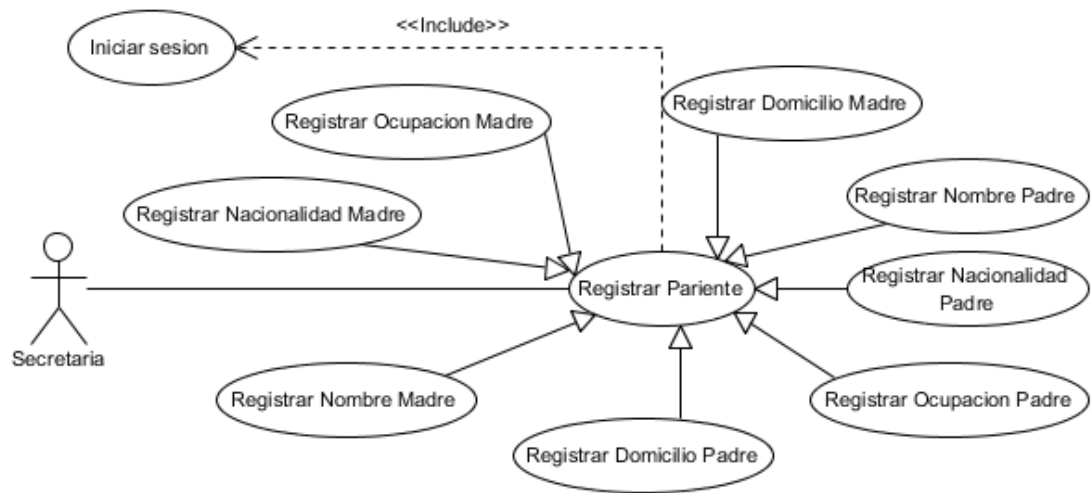 <<Include>>
Iniciar sesion
Registrar Domicilio Madre
Registrar Ocupacion Madre
Registrar Nombre Padre
Registrar Nacionalidad Madre
Registrar Nacionalidad
Padre
Registrar Pariente
Secretaria
Registrar Nombre Madre
Registrar Ocupacion Padre
Registrar Domicilio Padre